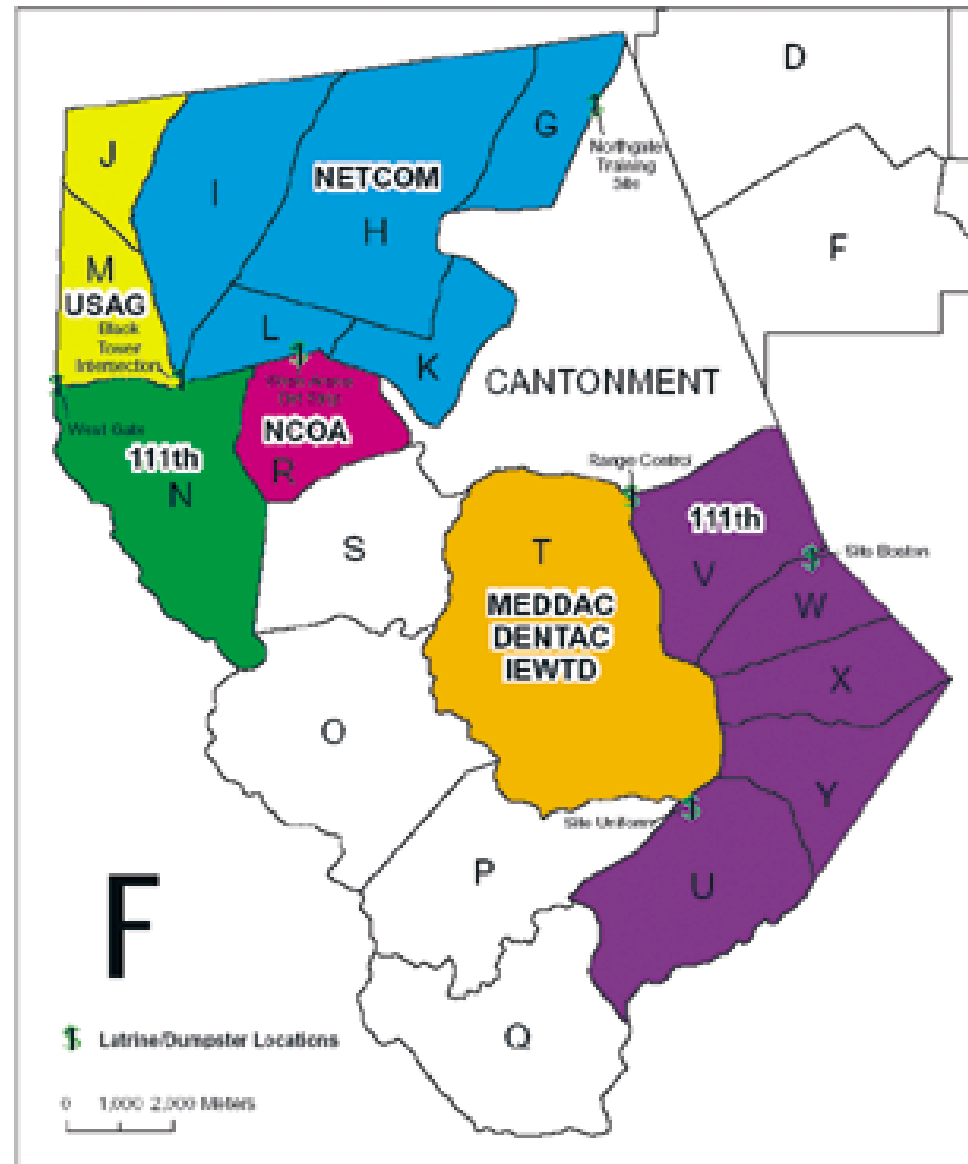 D
G
J
Northgate
Training
Site
NETCOM
I
H
F
M
USAG
Black
Tower
Intersection
L
K
CANTONMENT
West Gate
NCOA
111th
R
N
Range Control
111th
S
T
V
Site Boston
MEDDAC
DENTAC
IEWTD
W
X
O
Y
Site Uniform
P
U
F
Q
$ Latrine/Dumpster Locations
0 1,000 2,000 Meters